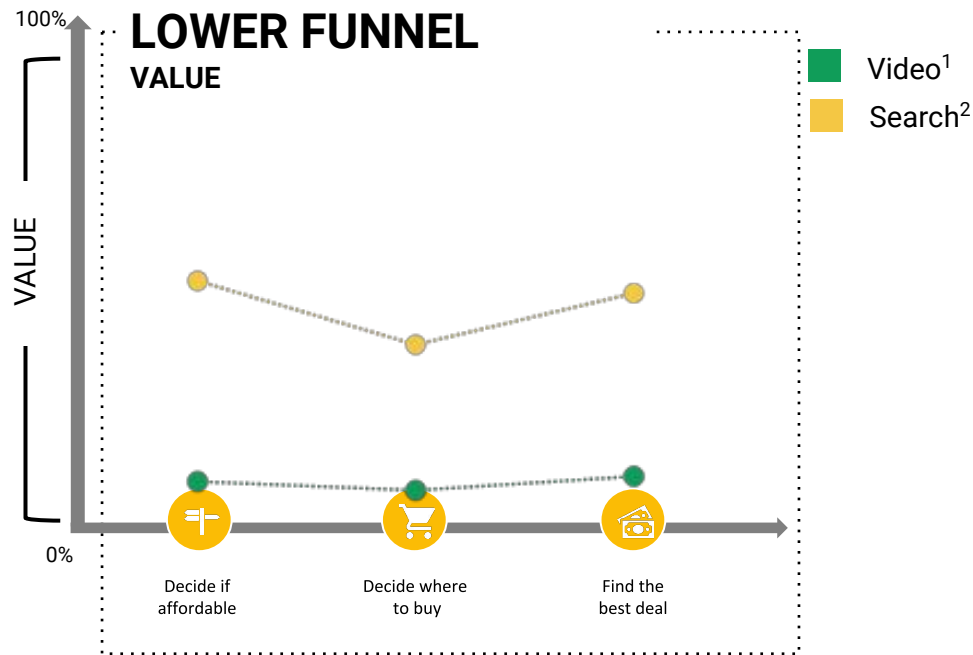 100%
LOWER FUNNEL
VALUE
Video¹
Search²
VALUE
0%
Decide if
affordable
Decide where
to buy
Find the
best deal